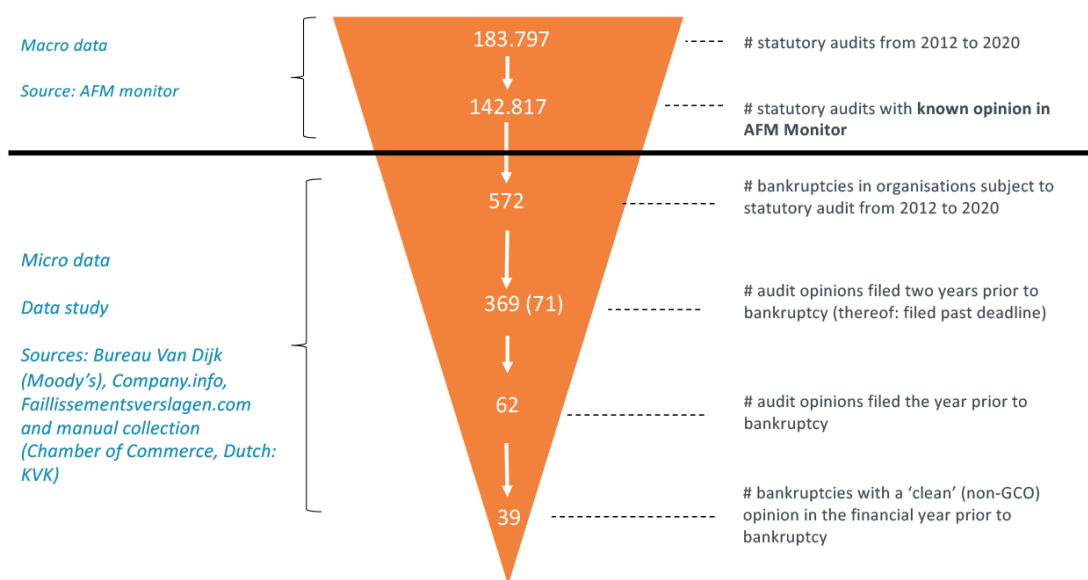 Macro data
Source: AFM monitor
183.797
# statutory audits from 2012 to 2020
142.817
# statutory audits with known opinion in
AFM Monitor
Micro data
Data study
Sources: Bureau Van Dijk
(Moody's), Company.info,
Faillissementsverslagen.com
and manual collection
(Chamber of Commerce, Dutch:
KVK)
572
# bankruptcies in organisations subject to
statutory audit from 2012 to 2020
369 (71)
# audit opinions filed two years prior to
bankruptcy (thereof: filed past deadline)
62
# audit opinions filed the year prior to
bankruptcy
39
# bankruptcies with a ‘clean’ (non-GCO)
opinion in the financial year prior to
bankruptcy